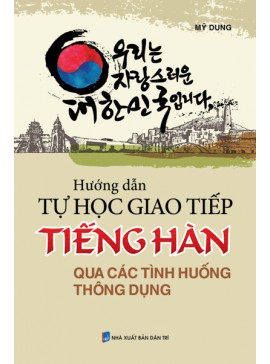 MỸ DUNG
우리는
자랑스러운
대한민국입니다.
Hướng dẫn
TỰ HỌC GIAO TIẾP
TIẾNG HÀN
QUA CÁC TÌNH HUỐNG
THÔNG DỤNG
NHÀ XUẤT BẢN DÂN TRÍ